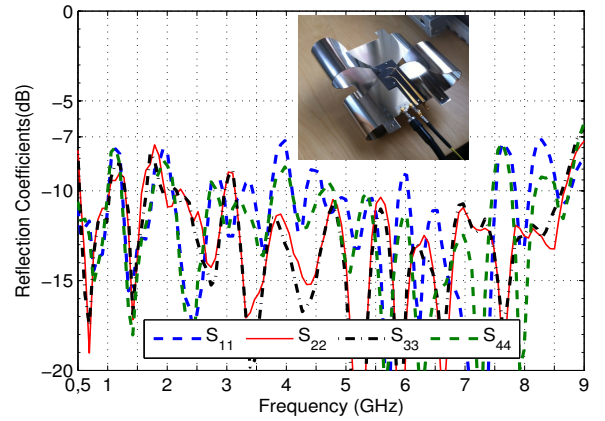 0
−5
−7
−10
−15
−20
Reflection Coefficients(dB)
S11 S22 S33 S44
0,5 1 2 3 4 5 6 7 8 9
Frequency (GHz)